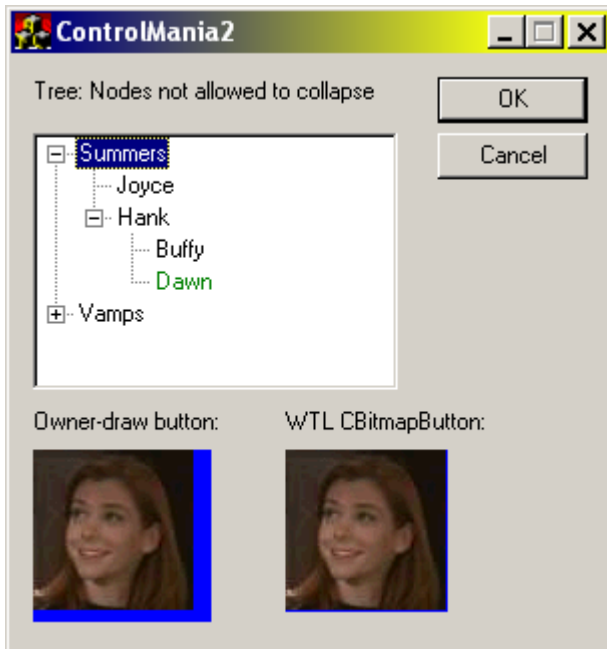 ControlMania2
Tree: Nodes not allowed to collapse
OK
Cancel
Summers
Joyce
Hank
Buffy
Dawn
Vamps
Owner-draw button:
WTL CBitmapButton: